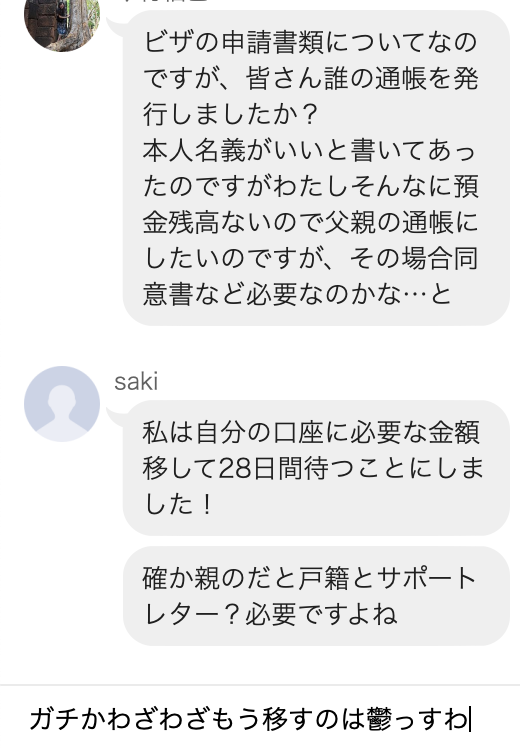 ビザの申請書類についてなの
ですが、皆さん誰の通帳を発
行しましたか？
本人名義がいいと書いてあっ
たのですがわたしそんなに預
金残高ないので父親の通帳に
したいのですが、その場合同
意書など必要なのかな…と
saki
私は自分の口座に必要な金額
移して28日間待つことにしま
した！
確か親のだと戸籍とサポート
レター？必要ですよね
ガチかわざわざもう移すのは鬱っすわ